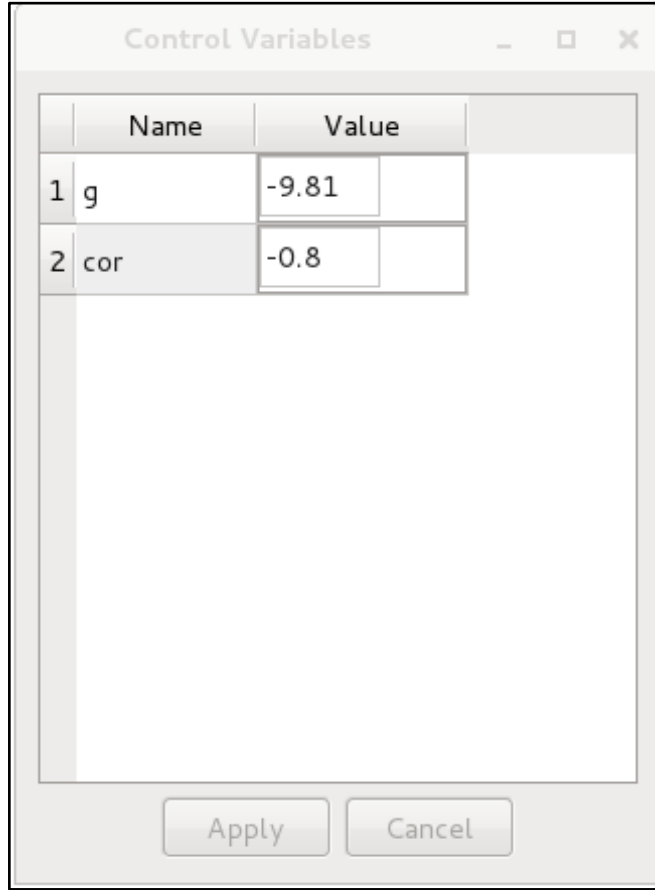 Control Variables
Name Value
1 g -9.81
2 cor -0.8
Apply Cancel